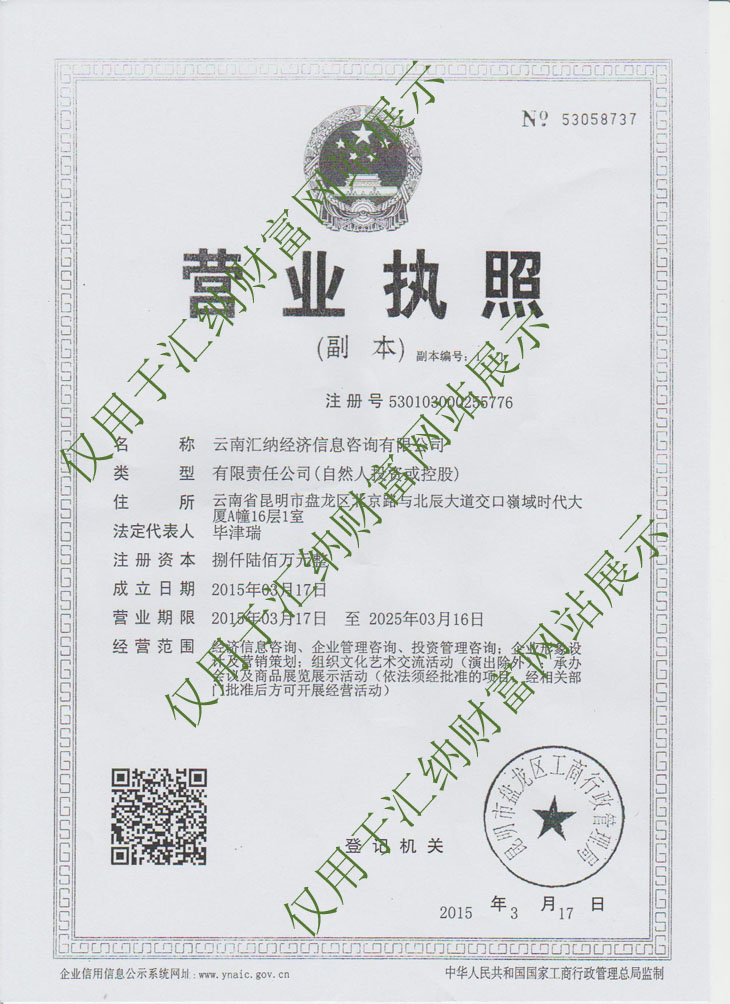 No 53058737
营业执照
(副 本) 副本编号: 1 - 1
注册号 530103000255776
名 称 云南汇纳经济信息咨询有限公司
类 型 有限责任公司(自然人投资或控股)
住 所 云南省昆明市盘龙区北京路与北辰大道交口嶺域时代大
厦A幢16层1室
法定代表人 毕津瑞
注册资本 捌仟陆佰万元整
成立日期 2015年03月17日
营业期限 2015年03月17日 至 2025年03月16日
经营范围 经济信息咨询、企业管理咨询、投资管理咨询；企业形象设
计及营销策划；组织文化艺术交流活动（演出除外）；承办
会议及商品展览展示活动（依法须经批准的项目，经相关部
门批准后方可开展经营活动）
昆明市盘龙区工商行政管理局
登记机关
2015 年 3 月 17 日
企业信用信息公示系统网址: www.ynaic.gov.cn
中华人民共和国国家工商行政管理总局监制
仅用于汇纳财富网站展示
仅用于汇纳财富网站展示
仅用于汇纳财富网站展示